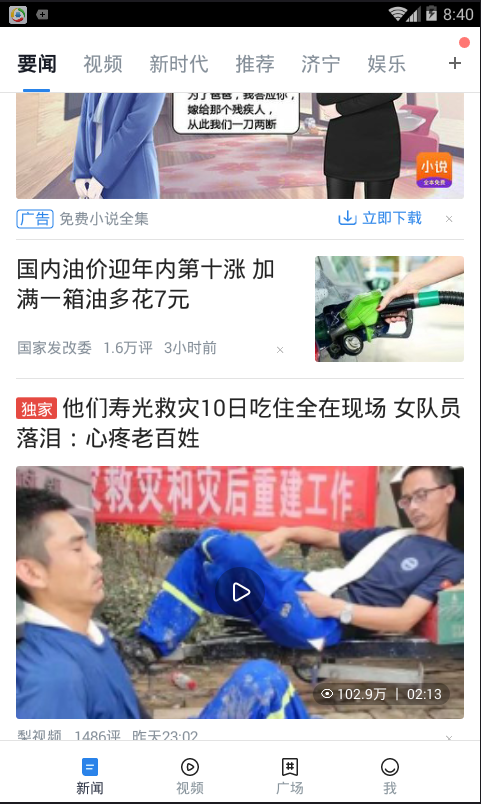 8:40
要闻 视频 新时代 推荐 济宁 娱乐 +
为了爸爸，我答应你，
嫁给那个残疾人，
从此我们一刀两断
小说
全本免费
广告 免费小说全集 立即下载 ×
国内油价迎年内第十涨 加
满一箱油多花7元
国家发改委 1.6万评 3小时前 ×
独家 他们寿光救灾10日吃住全在现场 女队员
落泪：心疼老百姓
救灾和灾后重建工作
102.9万 | 02:13
梨视频 1486评 昨天23:02 ×
新闻 视频 广场 我